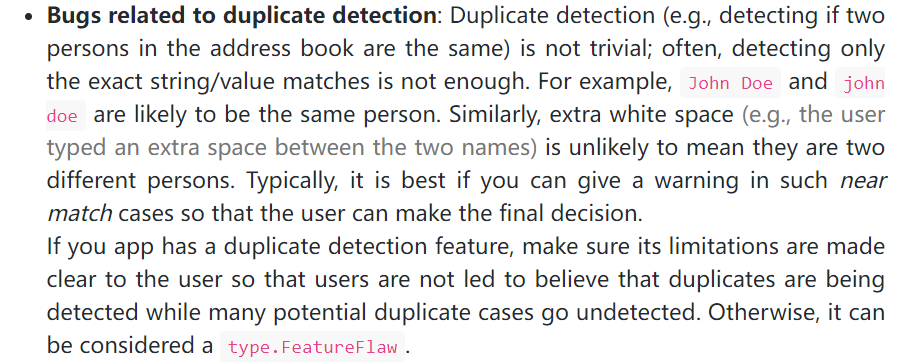 • Bugs related to duplicate detection: Duplicate detection (e.g., detecting if two
persons in the address book are the same) is not trivial; often, detecting only
the exact string/value matches is not enough. For example, John Doe and john
doe are likely to be the same person. Similarly, extra white space (e.g., the user
typed an extra space between the two names) is unlikely to mean they are two
different persons. Typically, it is best if you can give a warning in such near
match cases so that the user can make the final decision.
If you app has a duplicate detection feature, make sure its limitations are made
clear to the user so that users are not led to believe that duplicates are being
detected while many potential duplicate cases go undetected. Otherwise, it can
be considered a type.FeatureFlaw .